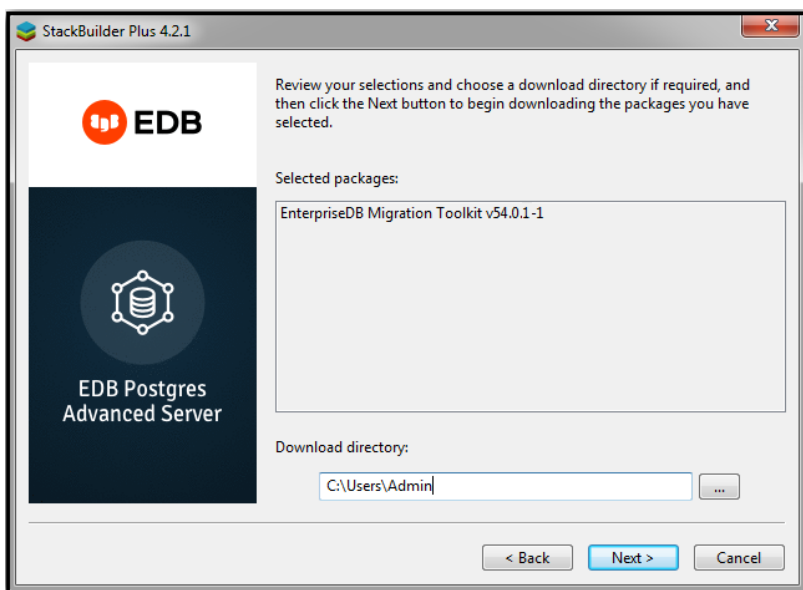 StackBuilder Plus 4.2.1
EDB
EDB Postgres
Advanced Server
Review your selections and choose a download directory if required, and
then click the Next button to begin downloading the packages you have
selected.
Selected packages:
EnterpriseDB Migration Toolkit v54.0.1-1
Download directory:
C:\Users\Admin
...
< Back
Next >
Cancel